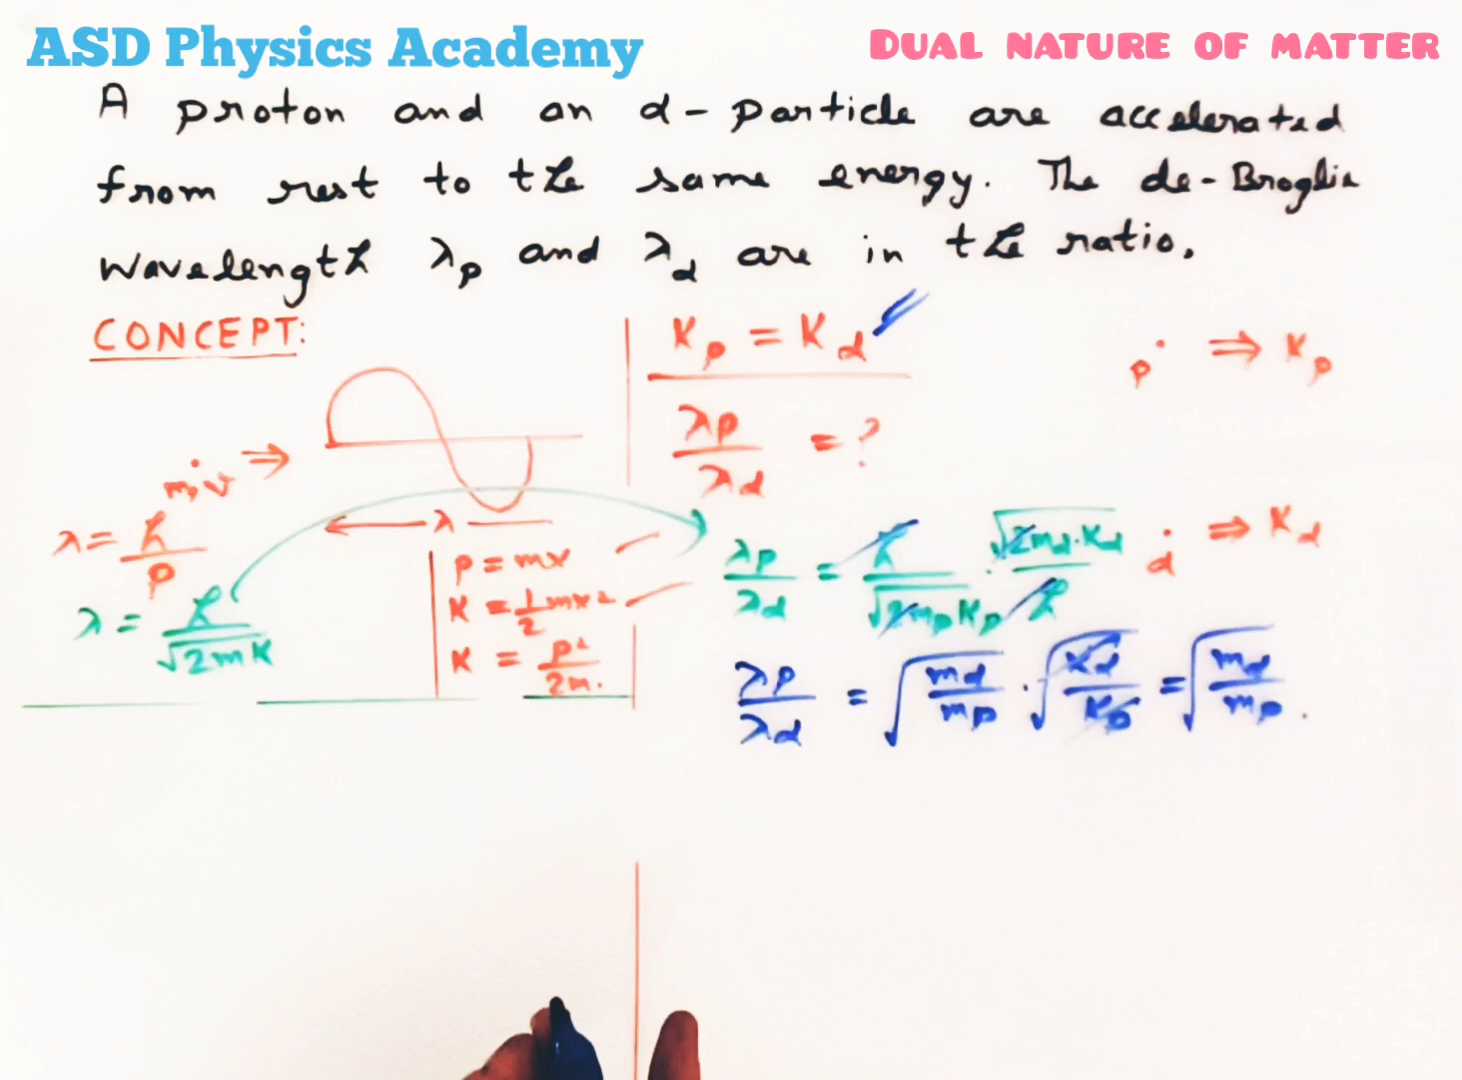 ASD Physics Academy
DUAL NATURE OF MATTER
A proton and an α-particle are accelerated
from rest to the same energy. The de-Broglie
wavelength λp and λα are in the ratio.
CONCEPT:
Kp = Kα
p ⇒ Kp
λp/λα = ?
m, v ⇒
λ
λ = h/p
α ⇒ Kα
P = mv
K = 1/2 mv²
K = p²/2m.
λ = h/√2mK
λp/λα = h/√2mpKp . √2mα.Kα/h
λp/λα = √mα/mp . √Kα/Kp = √mα/mp .